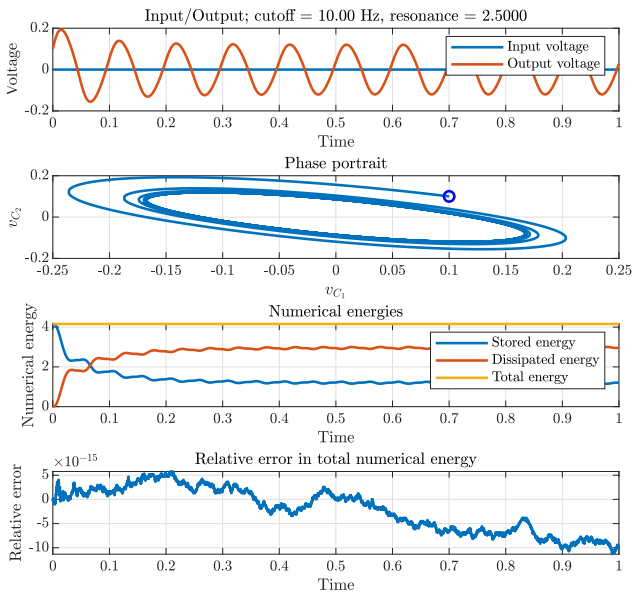 Input/Output; cutoff = 10.00 Hz, resonance = 2.5000
Voltage
0.2
0
-0.2
Input voltage
Output voltage
0 0.1 0.2 0.3 0.4 0.5 0.6 0.7 0.8 0.9 1
Time
Phase portrait
v_{C_2}
0.2
0
-0.2
-0.25 -0.2 -0.15 -0.1 -0.05 0 0.05 0.1 0.15 0.2 0.25
v_{C_1}
Numerical energies
Numerical energy
4
2
0
Stored energy
Dissipated energy
Total energy
0 0.1 0.2 0.3 0.4 0.5 0.6 0.7 0.8 0.9 1
Time
×10^{-15}
Relative error in total numerical energy
Relative error
5
0
-5
-10
0 0.1 0.2 0.3 0.4 0.5 0.6 0.7 0.8 0.9 1
Time